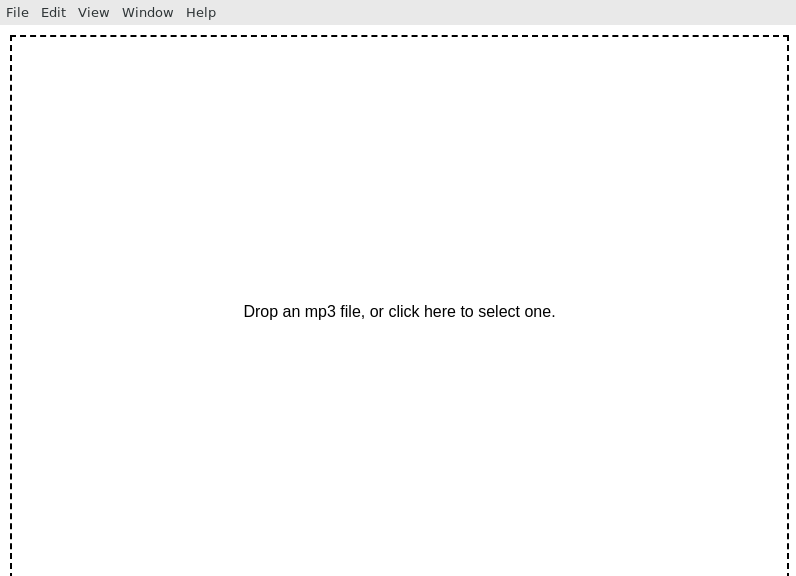 File Edit View Window Help
Drop an mp3 file, or click here to select one.